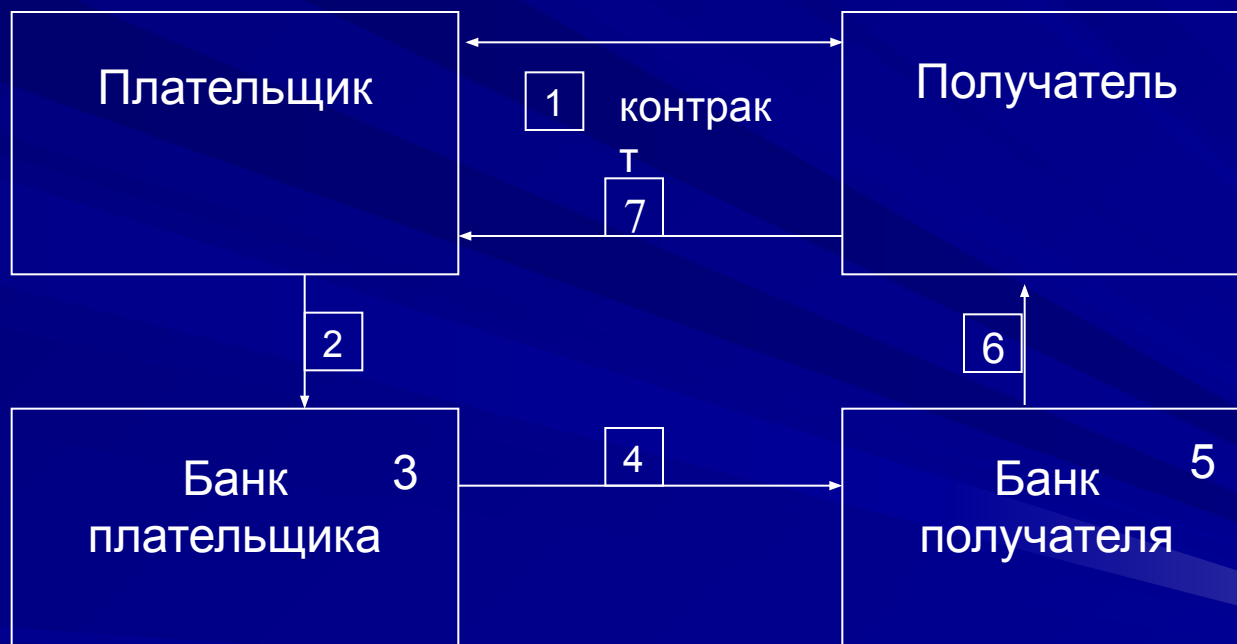 Плательщик
Получатель
1
контрак
т
7
2
6
Банк
плательщика
3
4
Банк
получателя
5